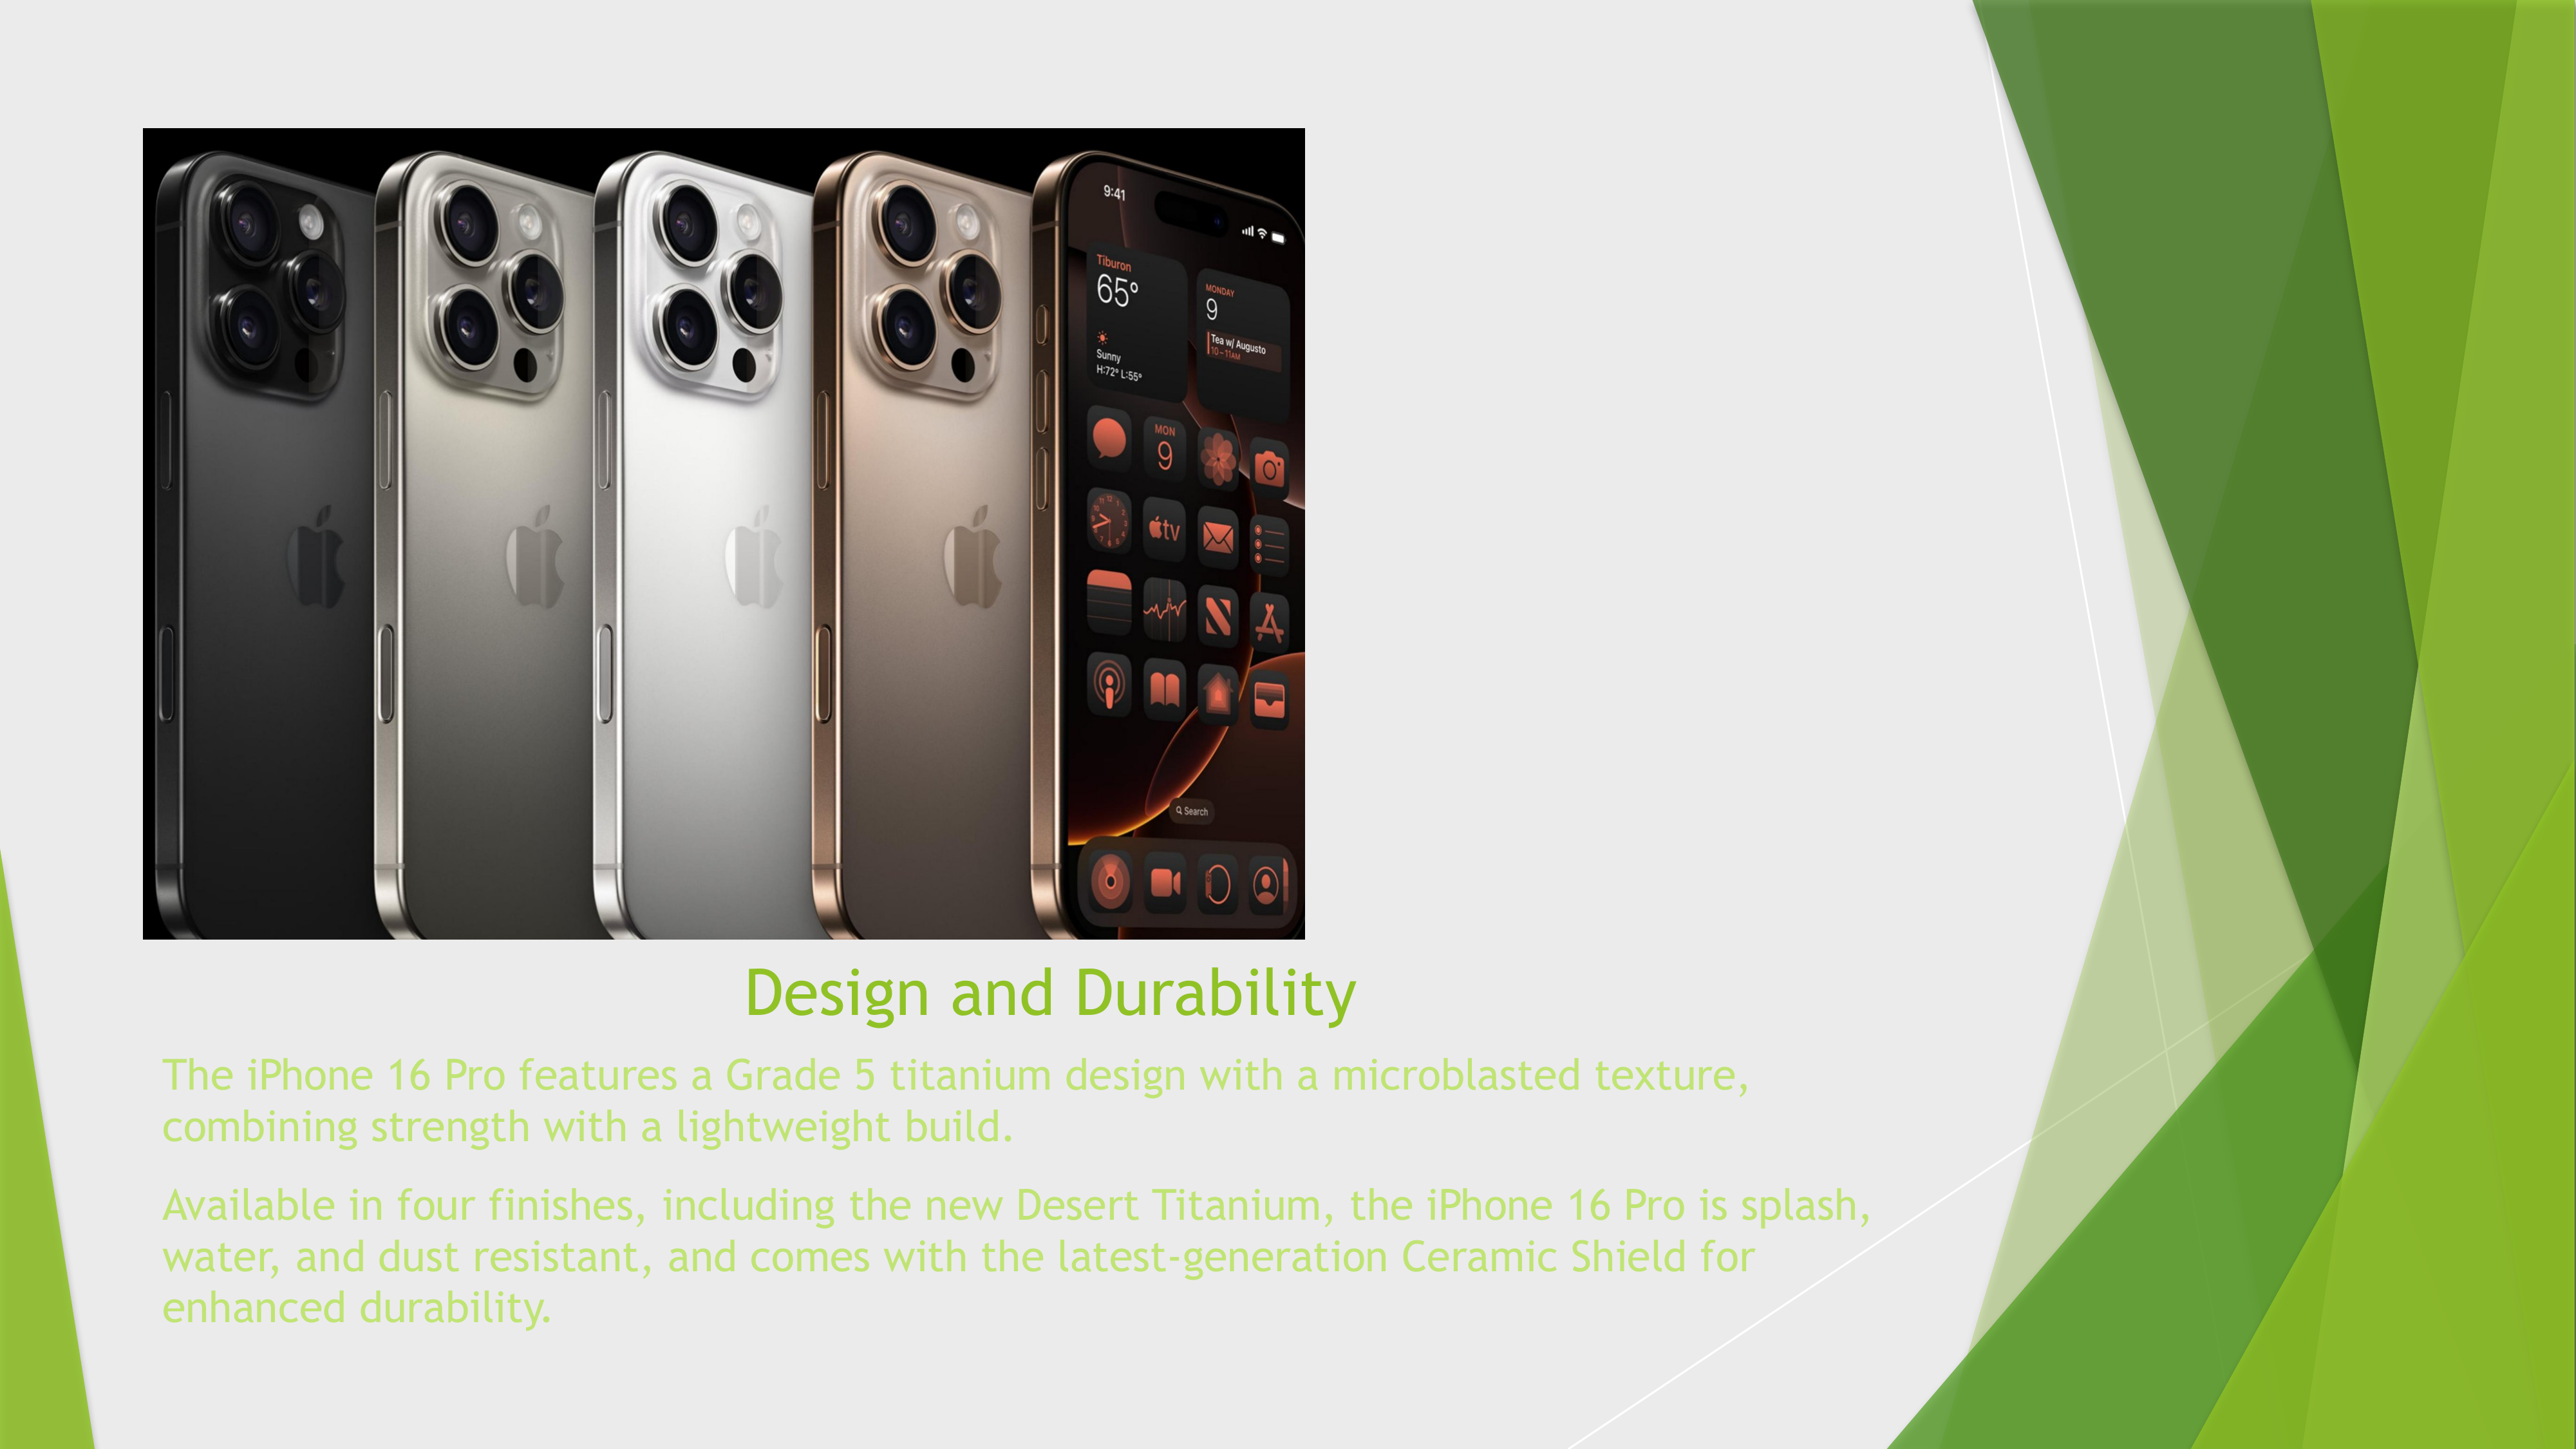 9:41
Tiburon
65°
Sunny
H:72° L:55°
MONDAY
9
Tea w/ Augusto
10–11AM
MON
9
tv
Search
Design and Durability
The iPhone 16 Pro features a Grade 5 titanium design with a microblasted texture,
combining strength with a lightweight build.
Available in four finishes, including the new Desert Titanium, the iPhone 16 Pro is splash,
water, and dust resistant, and comes with the latest-generation Ceramic Shield for
enhanced durability.